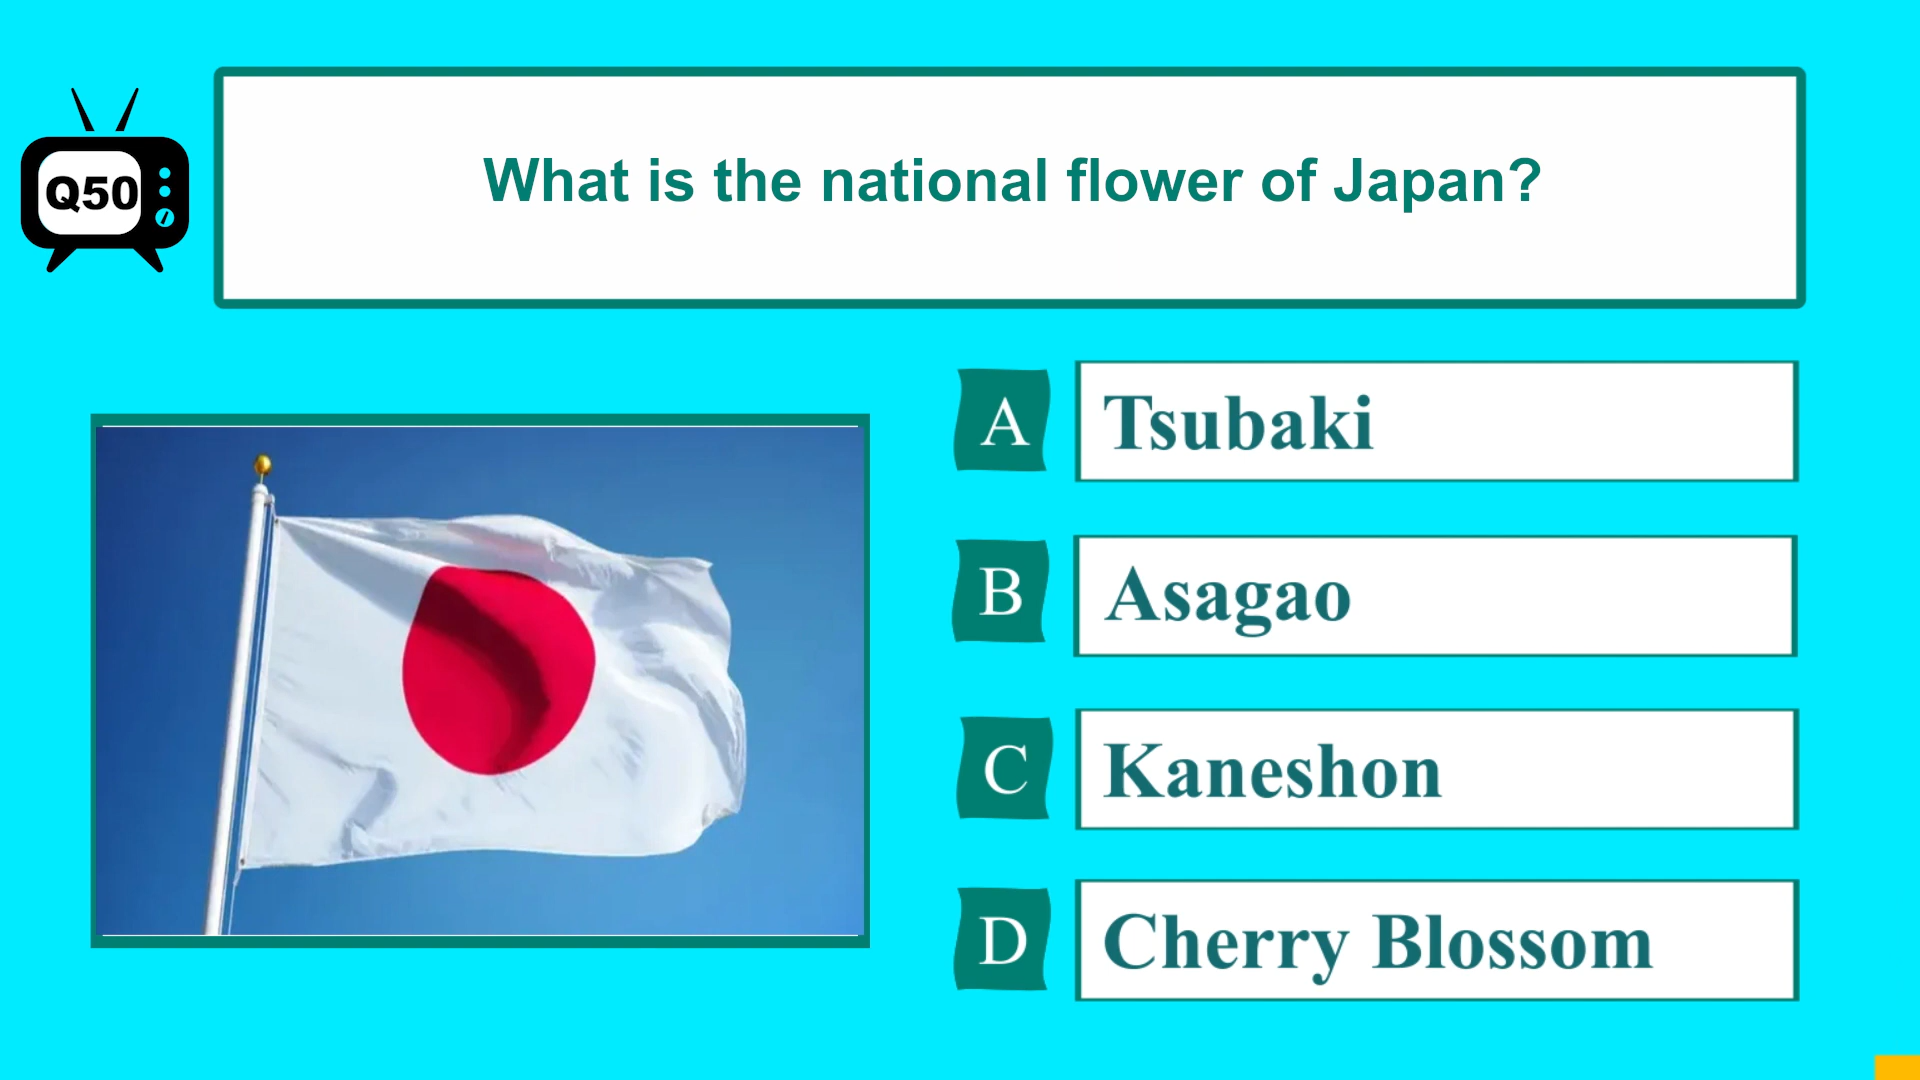 Q50
What is the national flower of Japan?
A Tsubaki
B Asagao
C Kaneshon
D Cherry Blossom